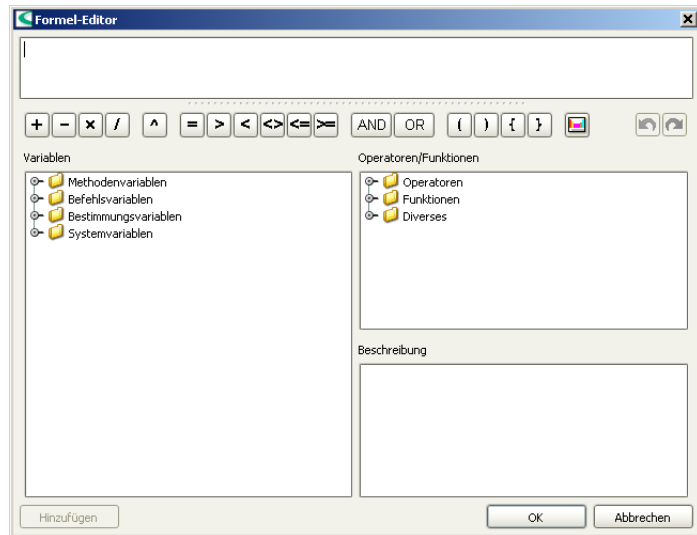 Formel-Editor
+ − × / ^ = > < <> <= >= AND OR ( ) { }
Variablen
Methodenvariablen
Befehlsvariablen
Bestimmungsvariablen
Systemvariablen
Operatoren/Funktionen
Operatoren
Funktionen
Diverses
Beschreibung
Hinzufügen
OK Abbrechen